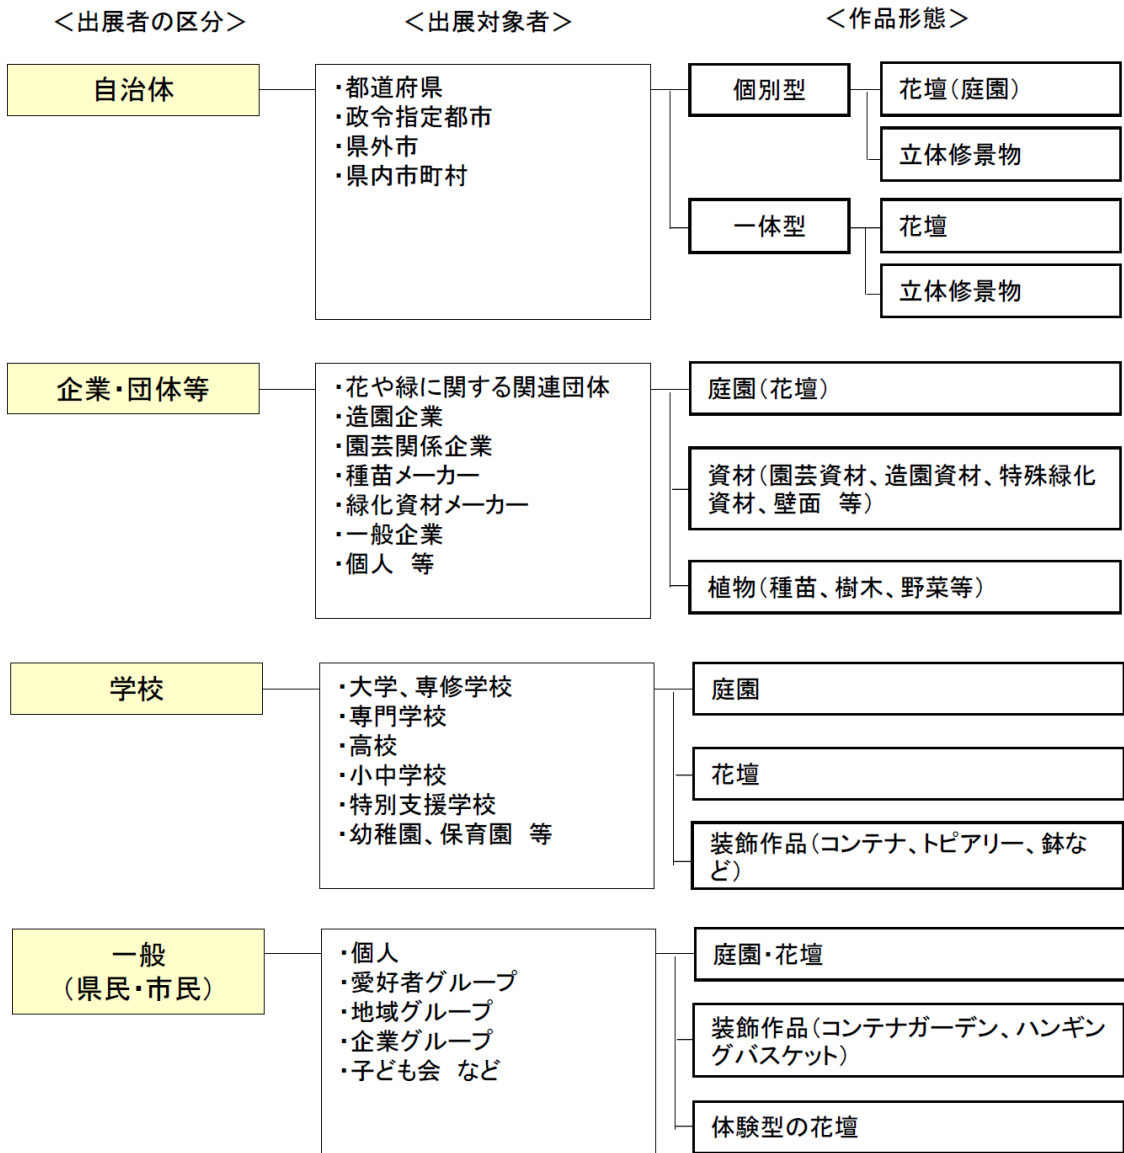 ＜出展者の区分＞
＜出展対象者＞
＜作品形態＞
自治体
・都道府県
・政令指定都市
・県外市
・県内市町村
個別型
花壇（庭園）
立体修景物
一体型
花壇
立体修景物
企業・団体等
・花や緑に関する関連団体
・造園企業
・園芸関係企業
・種苗メーカー
・緑化資材メーカー
・一般企業
・個人　等
庭園（花壇）
資材（園芸資材、造園資材、特殊緑化
資材、壁面　等）
植物（種苗、樹木、野菜等）
学校
・大学、専修学校
・専門学校
・高校
・小中学校
・特別支援学校
・幼稚園、保育園　等
庭園
花壇
装飾作品（コンテナ、トピアリー、鉢な
ど）
一般
（県民・市民）
・個人
・愛好者グループ
・地域グループ
・企業グループ
・子ども会　など
庭園・花壇
装飾作品（コンテナガーデン、ハンギン
グバスケット）
体験型の花壇